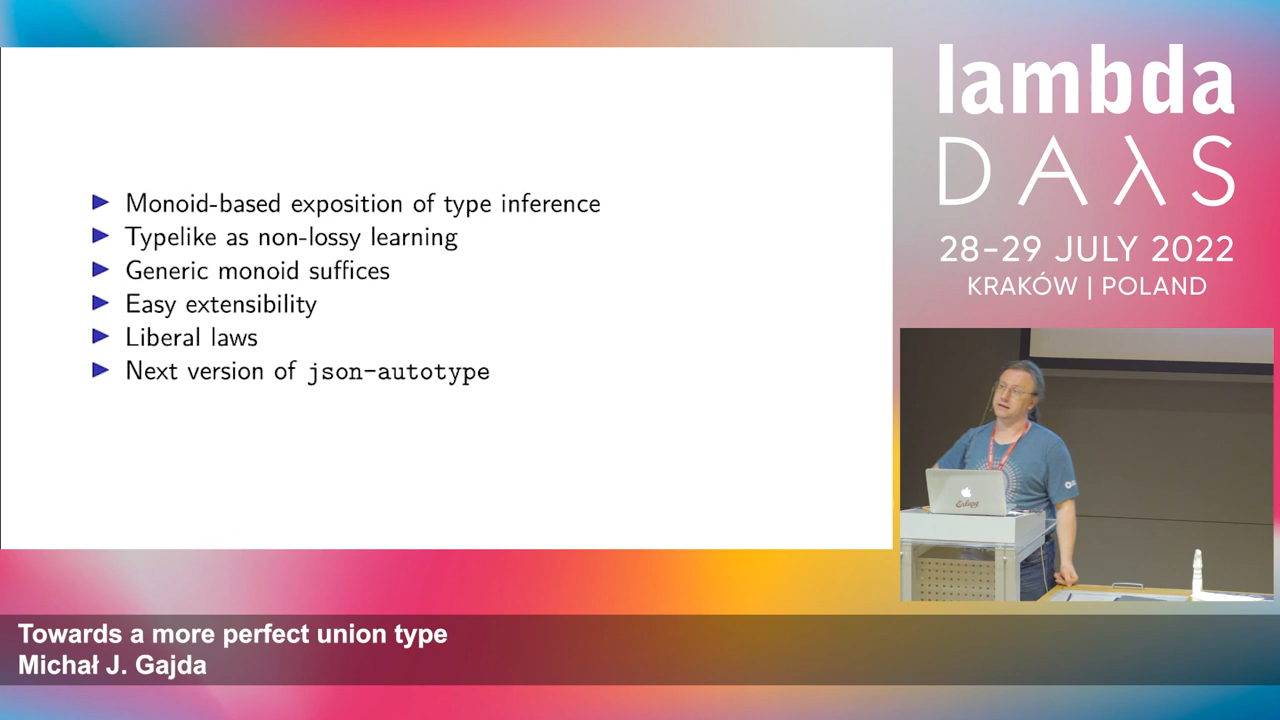 Monoid-based exposition of type inference
Typelike as non-lossy learning
Generic monoid suffices
Easy extensibility
Liberal laws
Next version of json-autotype
lambda
DAλS
28–29 JULY 2022
KRAKÓW | POLAND
Towards a more perfect union type
Michał J. Gajda